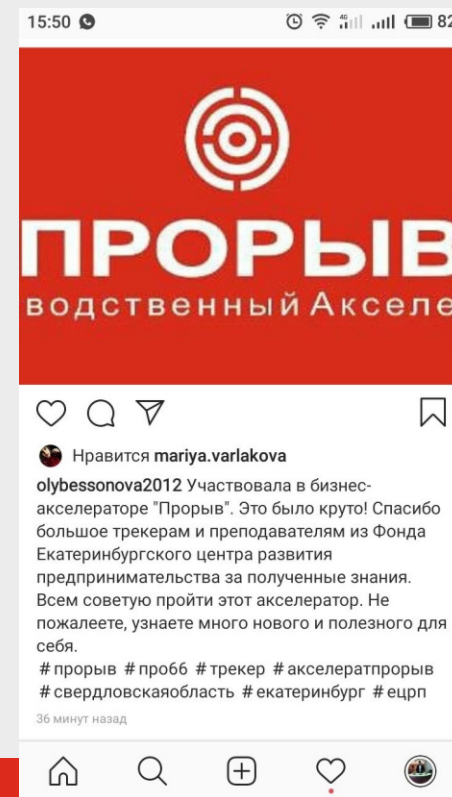 15:50
82
ПРОРЫВ
водственный Акселе
Нравится mariya.varlakova
olybessonova2012 Участвовала в бизнес-
акселераторе "Прорыв". Это было круто! Спасибо
большое трекерам и преподавателям из Фонда
Екатеринбургского центра развития
предпринимательства за полученные знания.
Всем советую пройти этот акселератор. Не
пожалеете, узнаете много нового и полезного для
себя.
#прорыв #про66 #трекер #акселератпрорыв
#свердловскаяобласть #екатеринбург #ецрп
36 минут назад